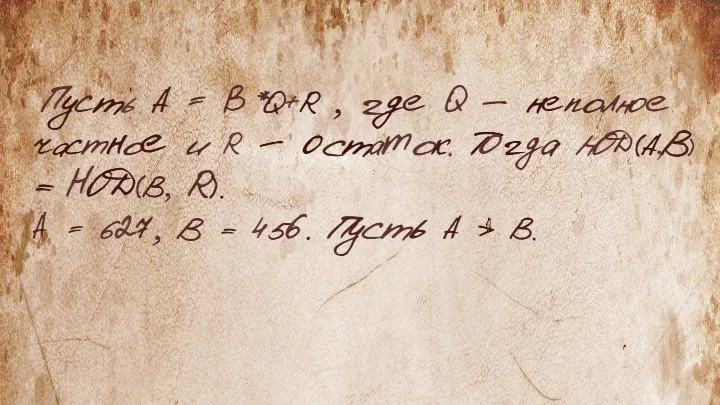 Пусть A = B*Q+R, где Q – неполное
частное и R – остаток. Тогда НОД(A,B)
= НОД(B, R).
A = 627, B = 456. Пусть A > B.